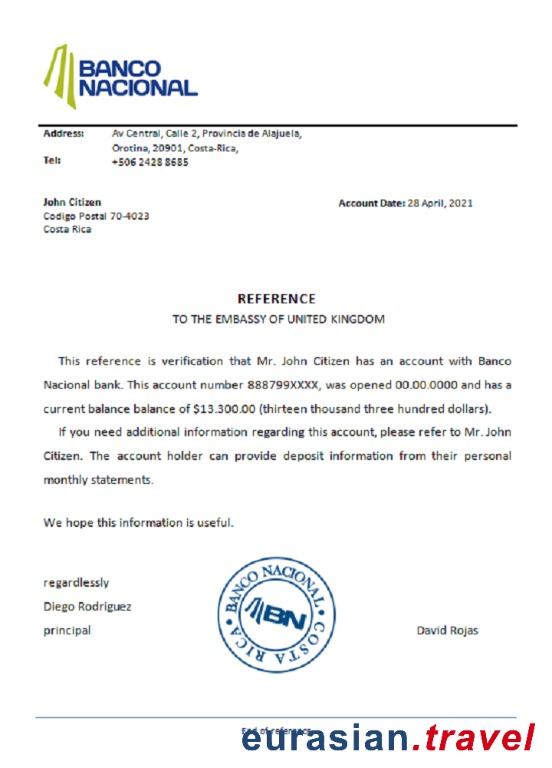 BANCO
NACIONAL
Address: Av Central, Calle 2, Provincia de Alajuela,
Orotina, 20901, Costa-Rica,
Tel: +506 2428 8685
John Citizen Account Date: 28 April, 2021
Codigo Postal 70-4023
Costa Rica
REFERENCE
TO THE EMBASSY OF UNITED KINGDOM
This reference is verification that Mr. John Citizen has an account with Banco
Nacional bank. This account number 888799XXXX, was opened 00.00.0000 and has a
current balance balance of $13.300.00 (thirteen thousand three hundred dollars).
If you need additional information regarding this account, please refer to Mr. John
Citizen. The account holder can provide deposit information from their personal
monthly statements.
We hope this information is useful.
regardlessly
Diego Rodriguez
principal
BANCO NACIONAL
BN
COSTA RICA
David Rojas
End of reference
eurasian.travel